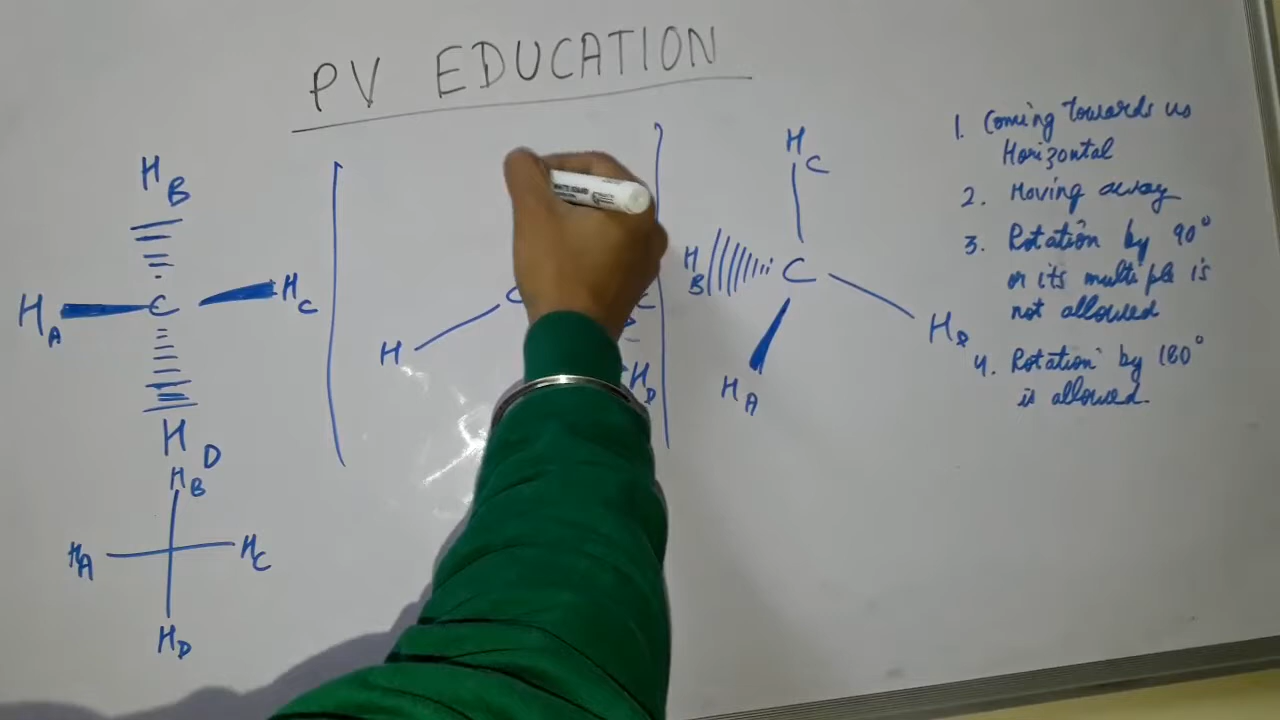 PV EDUCATION
H B
H A C H C
H D
H B
H A H C
H D
H
C
H D
H C
H B C
H A
1. Coming towards us
Horizontal
2. Moving away
3. Rotation by 90°
or its multiple is
not allowed
4. Rotation by 180°
is allowed.